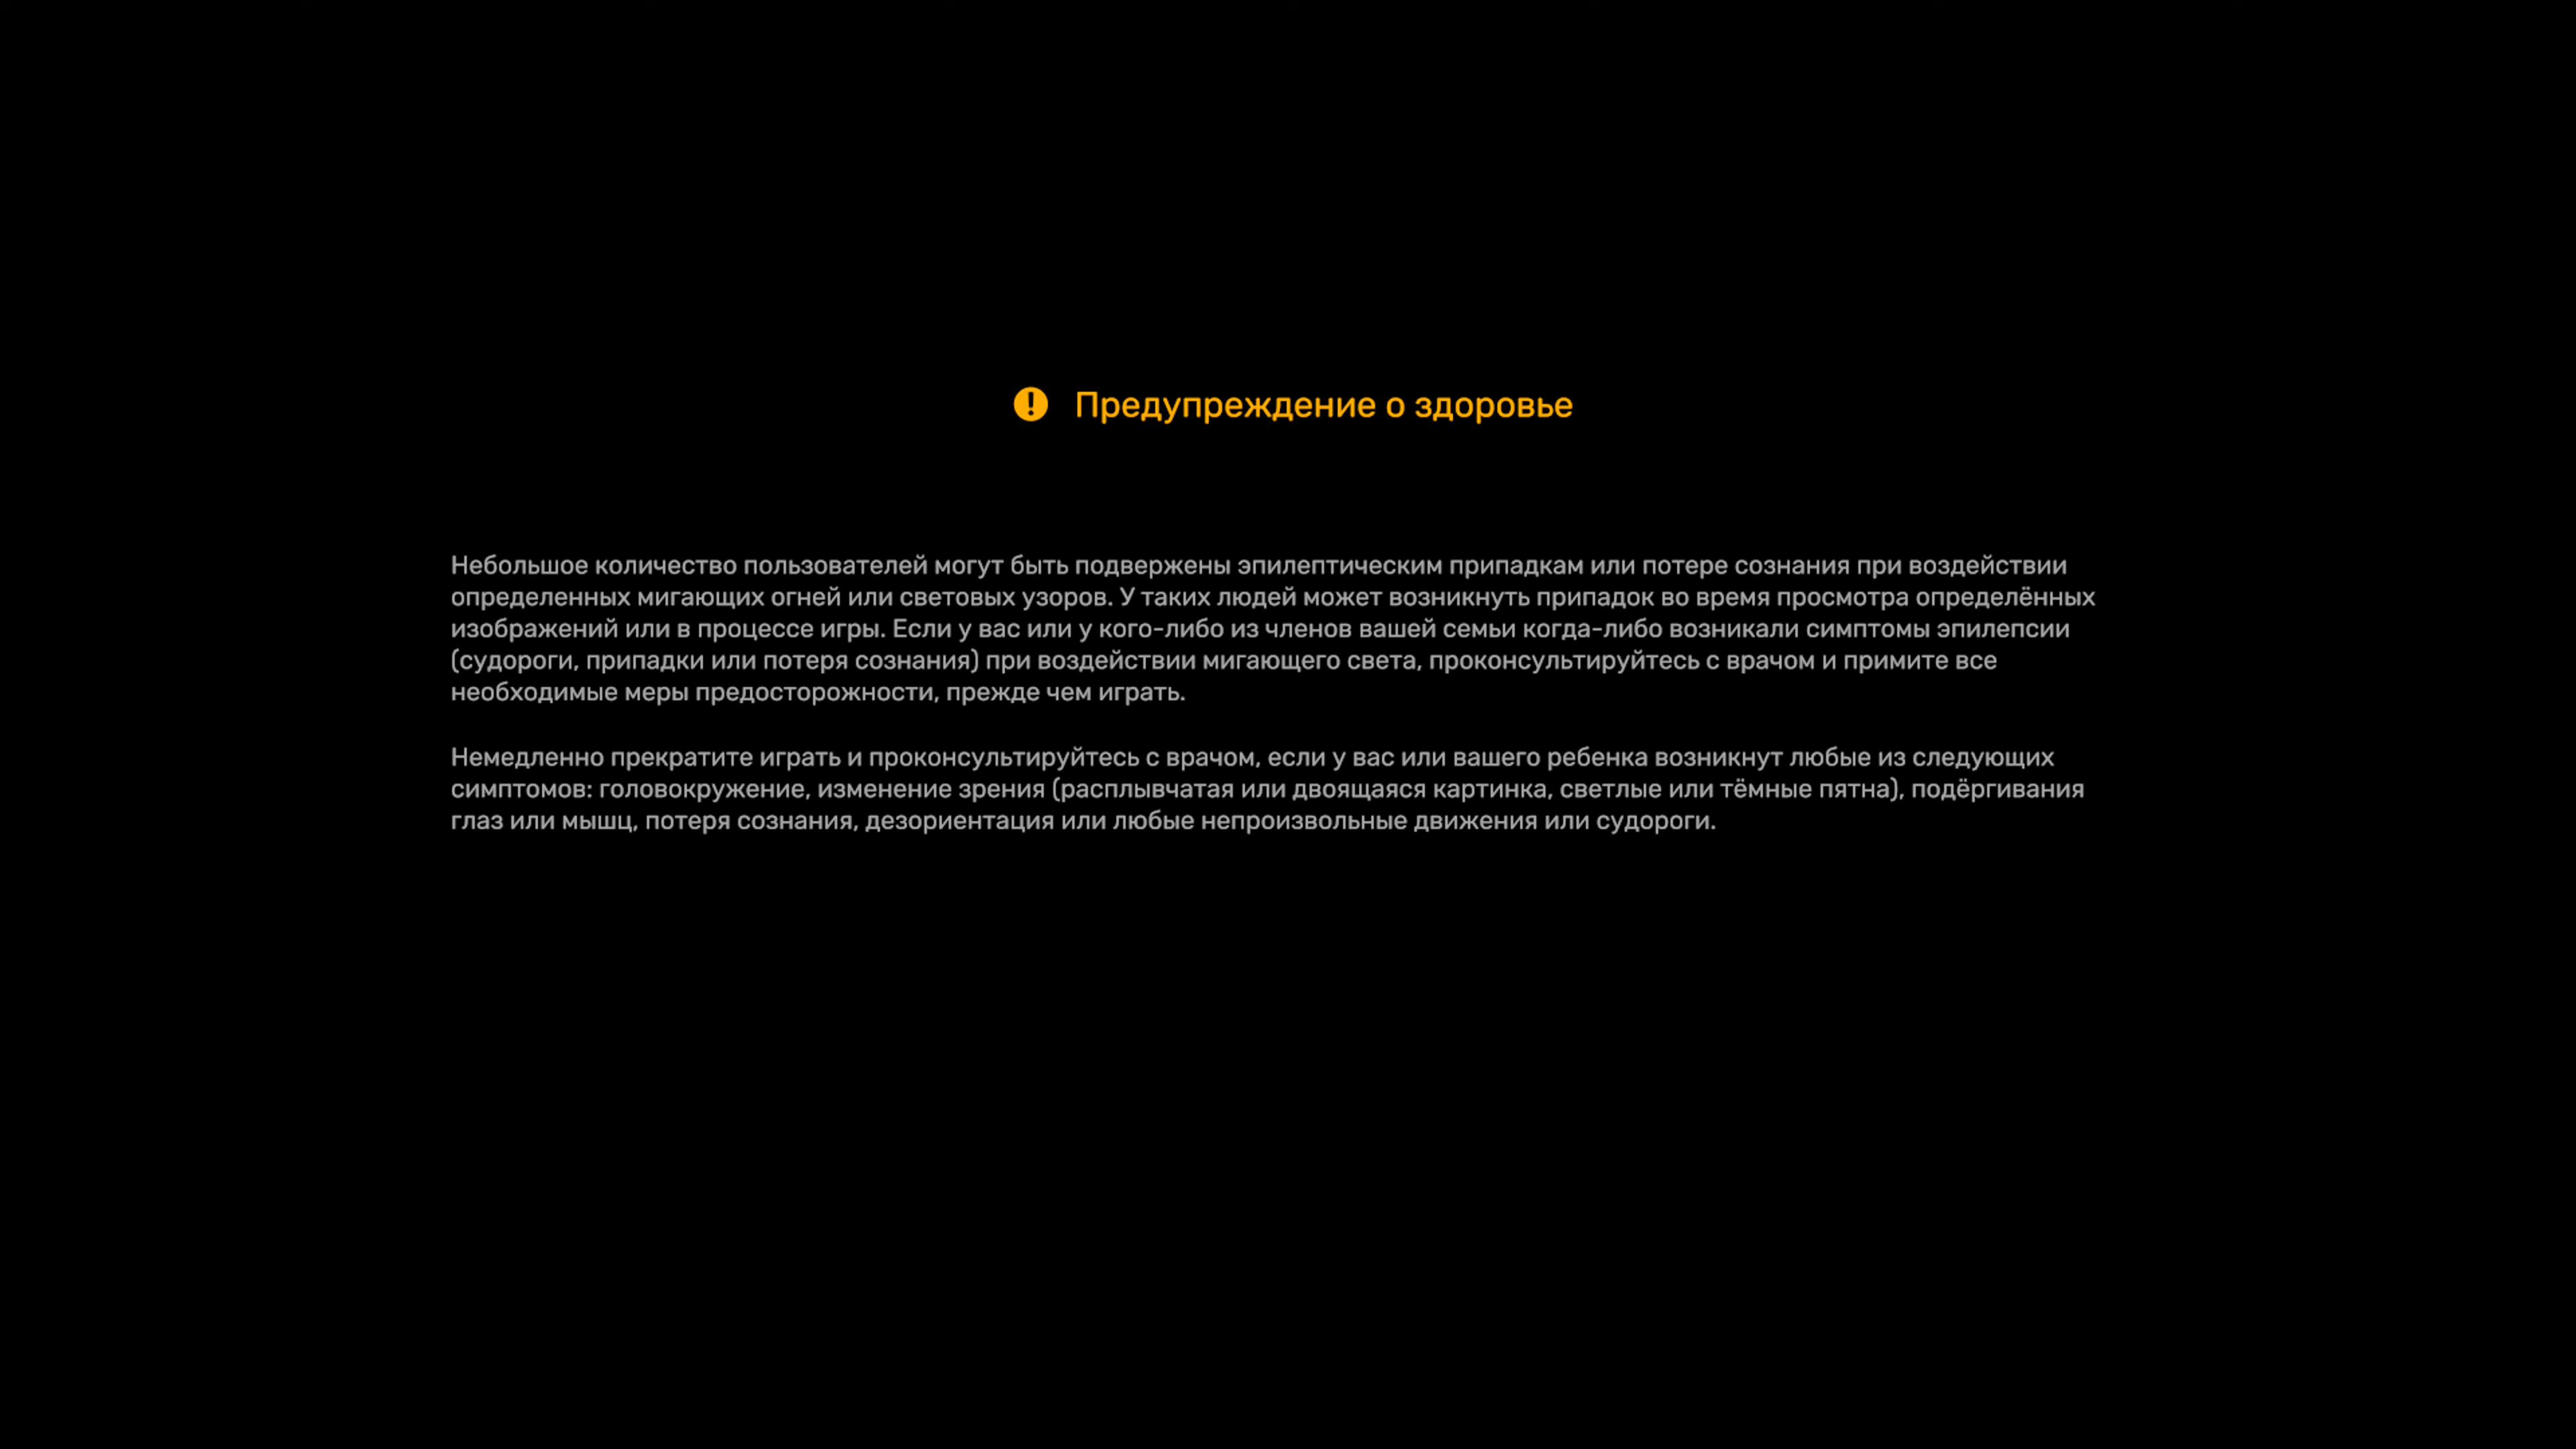 Предупреждение о здоровье
Небольшое количество пользователей могут быть подвержены эпилептическим припадкам или потере сознания при воздействии
определенных мигающих огней или световых узоров. У таких людей может возникнуть припадок во время просмотра определённых
изображений или в процессе игры. Если у вас или у кого-либо из членов вашей семьи когда-либо возникали симптомы эпилепсии
(судороги, припадки или потеря сознания) при воздействии мигающего света, проконсультируйтесь с врачом и примите все
необходимые меры предосторожности, прежде чем играть.
Немедленно прекратите играть и проконсультируйтесь с врачом, если у вас или вашего ребенка возникнут любые из следующих
симптомов: головокружение, изменение зрения (расплывчатая или двоящаяся картинка, светлые или тёмные пятна), подёргивания
глаз или мышц, потеря сознания, дезориентация или любые непроизвольные движения или судороги.